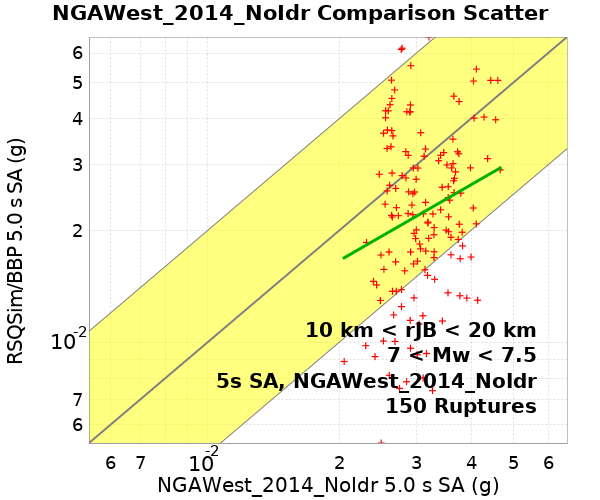 NGAWest_2014_NoIdr Comparison Scatter
RSQSim/BBP 5.0 s SA (g)
6
5
4
3
2
10-2
7
6
10 km < rJB < 20 km
7 < Mw < 7.5
5s SA, NGAWest_2014_NoIdr
150 Ruptures
6 7 10-2 2 3 4 5 6
NGAWest_2014_NoIdr 5.0 s SA (g)